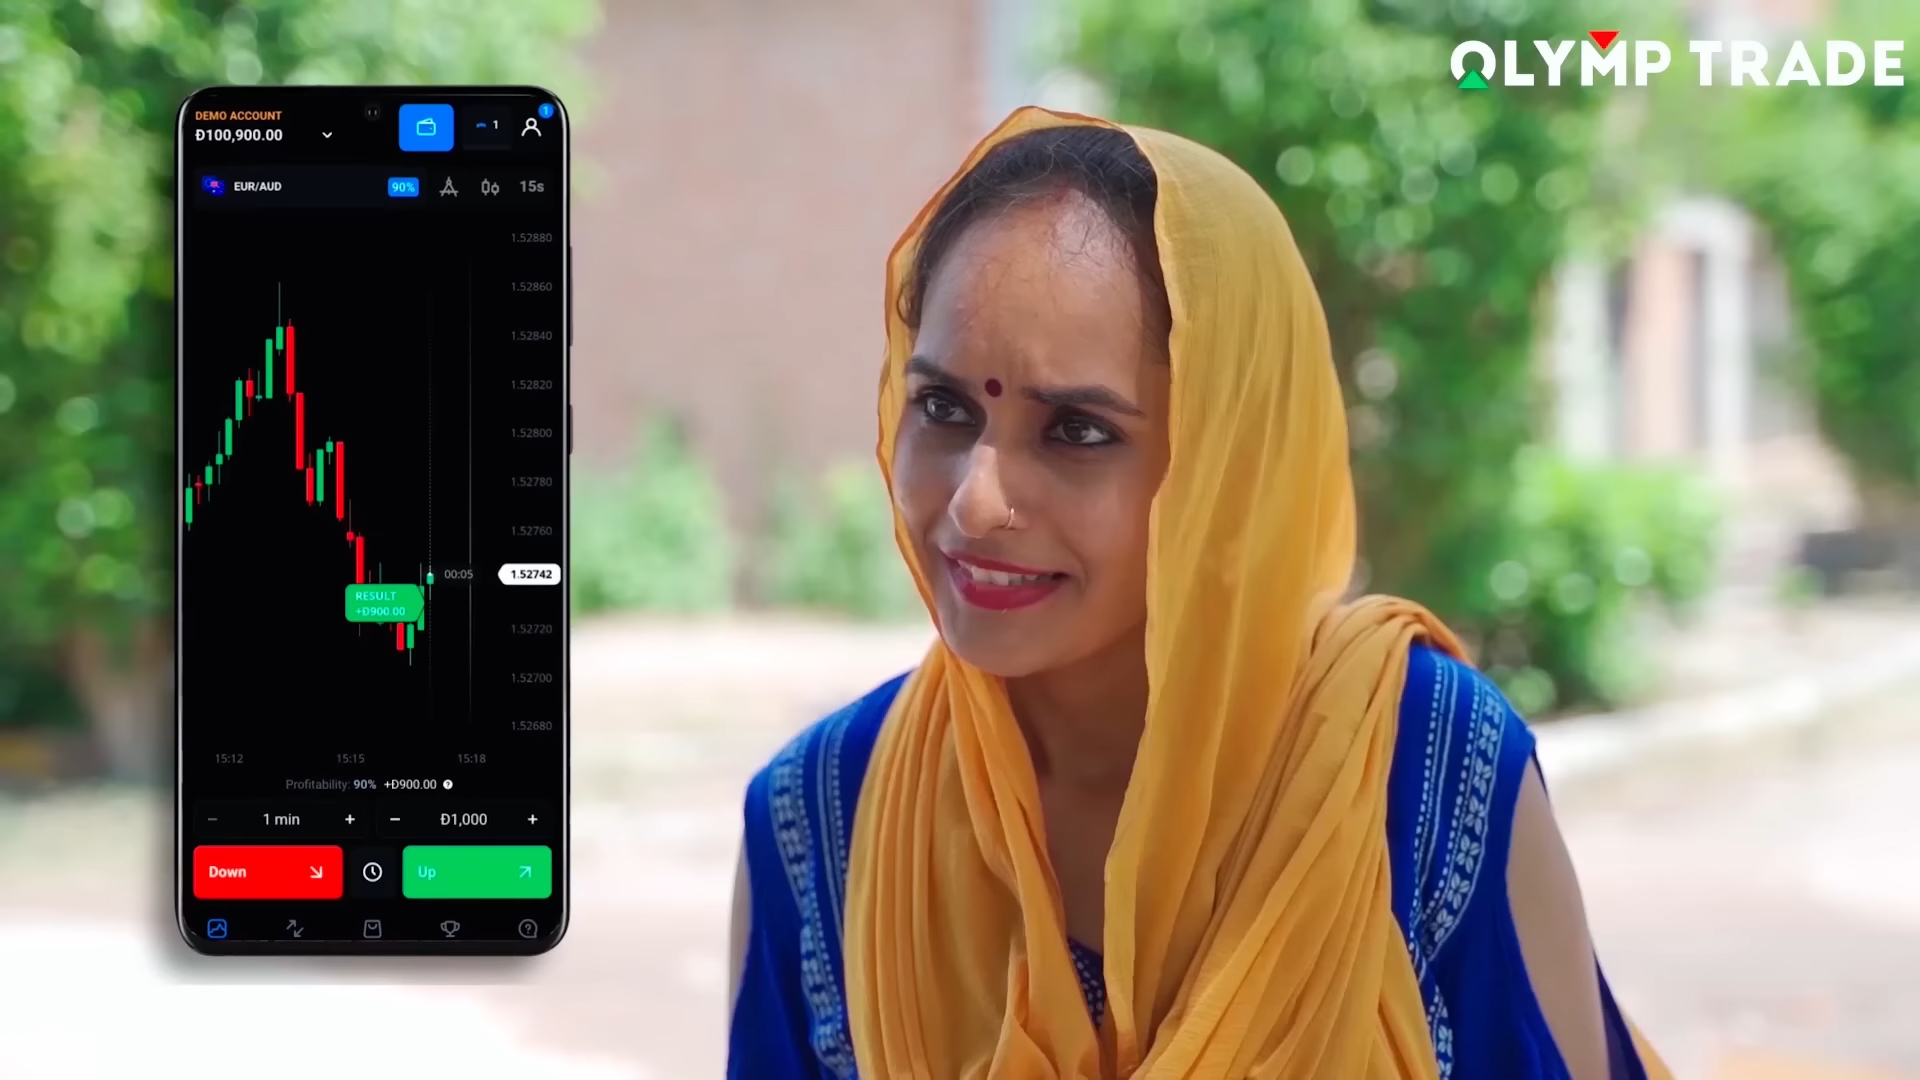 OLYMP TRADE
DEMO ACCOUNT
Đ100,900.00
1
1
EUR/AUD
90%
15s
1.52880
1.52860
1.52840
1.52820
1.52800
1.52780
1.52760
00:05
1.52742
RESULT
+Đ900.00
1.52720
1.52700
1.52680
15:12
15:15
15:18
Profitability: 90% +Đ900.00 ?
− 1 min +
− Đ1,000 +
Down
Up